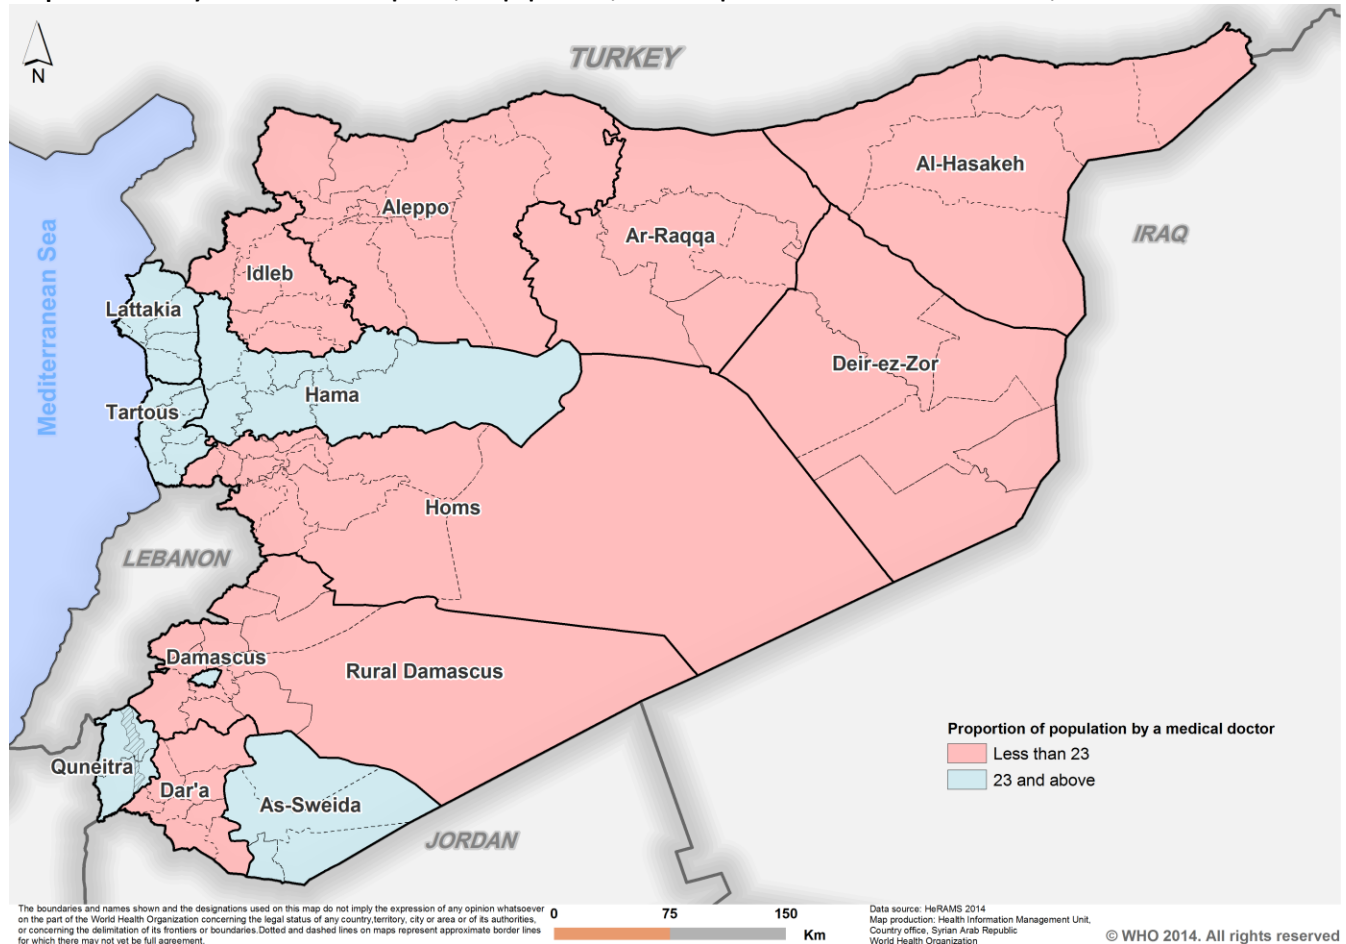 N
TURKEY
Al-Hasakeh
Aleppo
Ar-Raqqa
IRAQ
Mediterranean Sea
Idleb
Lattakia
Deir-ez-Zor
Hama
Tartous
Homs
LEBANON
Damascus
Rural Damascus
Quneitra
Dar'a
As-Sweida
JORDAN
Proportion of population by a medical doctor
Less than 23
23 and above
The boundaries and names shown and the designations used on this map do not imply the expression of any opinion whatsoever
on the part of the World Health Organization concerning the legal status of any country,territory, city or area or of its authorities,
or concerning the delimitation of its frontiers or boundaries.Dotted and dashed lines on maps represent approximate border lines
for which there may not yet be full agreement.
0 75 150
Km
Data source: HeRAMS 2014
Map production: Health Information Management Unit,
Country office, Syrian Arab Republic
World Health Organization
© WHO 2014. All rights reserved